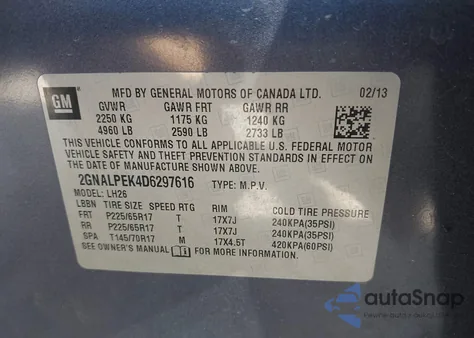 GM
MFD BY GENERAL MOTORS OF CANADA LTD. 02/13
GVWR GAWR FRT GAWR RR
2250 KG 1175 KG 1240 KG
4960 LB 2590 LB 2733 LB
THIS VEHICLE CONFORMS TO ALL APPLICABLE U.S. FEDERAL MOTOR
VEHICLE SAFETY AND THEFT PREVENTION STANDARDS IN EFFECT ON THE
DATE OF MANUFACTURE SHOWN ABOVE.
2GNALPEK4D6297616 TYPE: M.P.V.
MODEL: LH26
LBBN TIRE SIZE SPEED RTG RIM COLD TIRE PRESSURE
FRT P225/65R17 T 17X7J 240KPA(35PSI)
RR P225/65R17 T 17X7J 240KPA(35PSI)
SPA T145/70R17 M 17X4.5T 420KPA(60PSI)
SEE OWNER'S MANUAL FOR MORE INFORMATION.
autoSnap